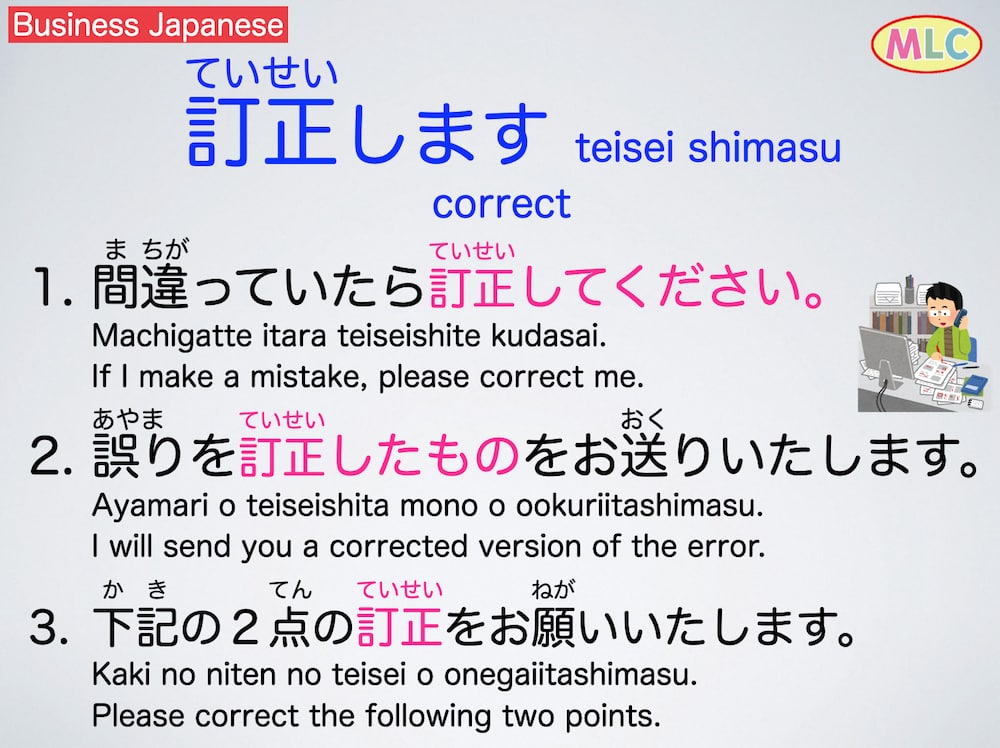 Business Japanese
MLC
ていせい
訂正します teisei shimasu
correct
まちが ていせい
1. 間違っていたら訂正してください。
Machigatte itara teiseishite kudasai.
If I make a mistake, please correct me.
あやま ていせい おく
2. 誤りを訂正したものをお送りいたします。
Ayamari o teiseishita mono o ookuriitashimasu.
I will send you a corrected version of the error.
か き てん ていせい ねが
3. 下記の２点の訂正をお願いいたします。
Kaki no niten no teisei o onegaiitashimasu.
Please correct the following two points.